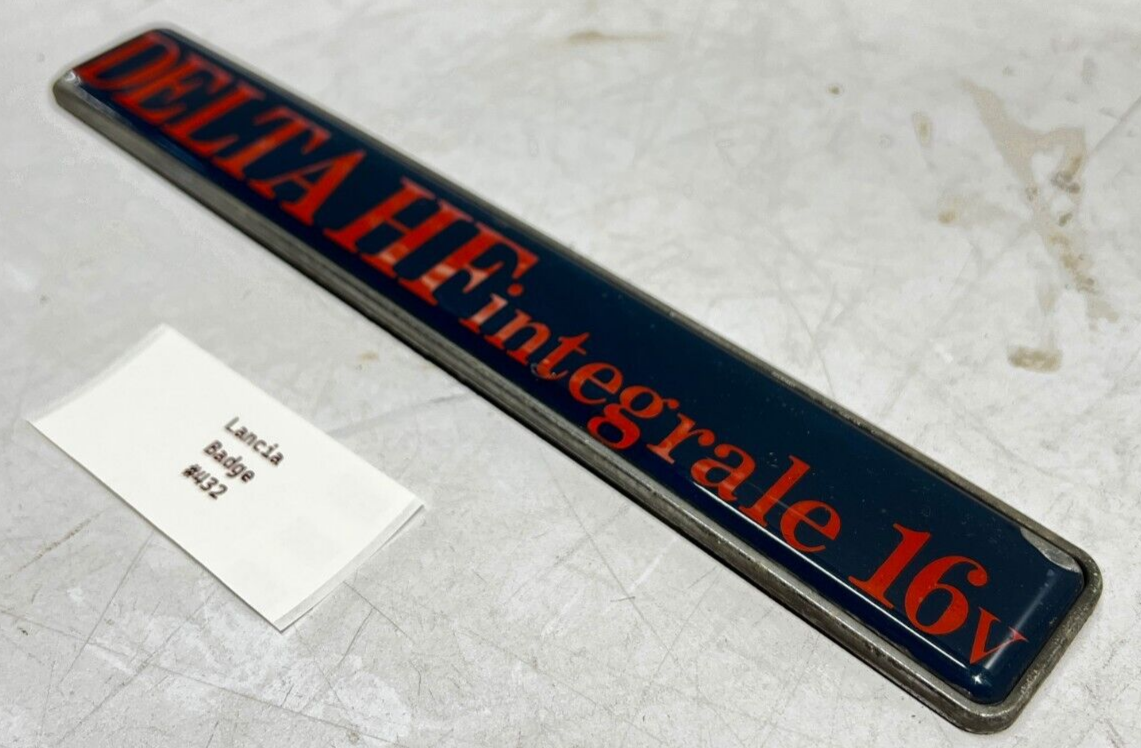 DELTA HF integrale 16v
Lancia
Badge
#432